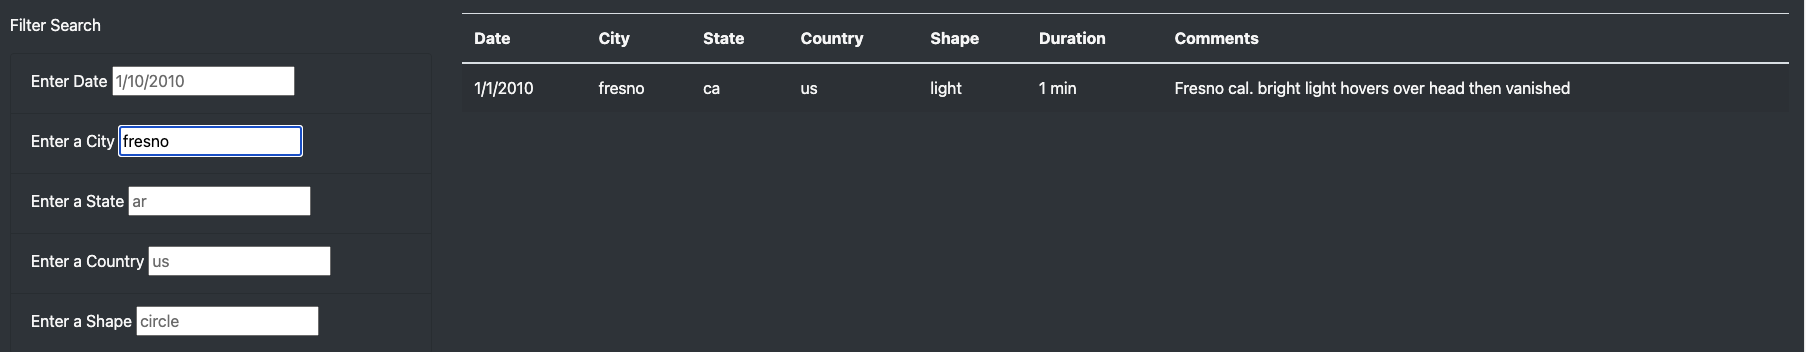 Filter Search
Enter Date 1/10/2010
Enter a City fresno
Enter a State ar
Enter a Country us
Enter a Shape circle
Date City State Country Shape Duration Comments
1/1/2010 fresno ca us light 1 min Fresno cal. bright light hovers over head then vanished